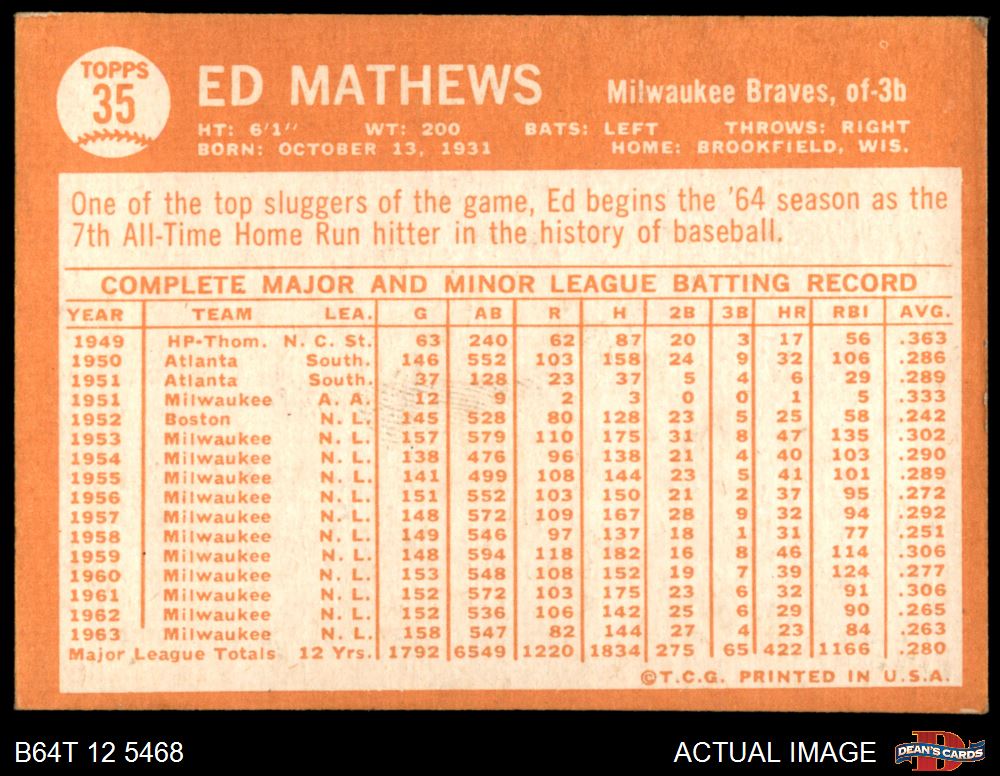 TOPPS
35
ED MATHEWS
Milwaukee Braves, of-3b
HT: 6'1" WT: 200 BATS: LEFT THROWS: RIGHT
BORN: OCTOBER 13, 1931 HOME: BROOKFIELD, WIS.
One of the top sluggers of the game, Ed begins the '64 season as the
7th All-Time Home Run hitter in the history of baseball.
COMPLETE MAJOR AND MINOR LEAGUE BATTING RECORD
YEAR TEAM LEA. G AB R H 2B 3B HR RBI AVG.
1949 HP-Thom. N. C. St. 63 240 62 87 20 3 17 56 .363
1950 Atlanta South. 146 552 103 158 24 9 32 106 .286
1951 Atlanta South. 37 128 23 37 5 4 6 29 .289
1951 Milwaukee A. A. 12 9 2 3 0 0 1 5 .333
1952 Boston N. L. 145 528 80 128 23 5 25 58 .242
1953 Milwaukee N. L. 157 579 110 175 31 8 47 135 .302
1954 Milwaukee N. L. 138 476 96 138 21 4 40 103 .290
1955 Milwaukee N. L. 141 499 108 144 23 5 41 101 .289
1956 Milwaukee N. L. 151 552 103 150 21 2 37 95 .272
1957 Milwaukee N. L. 148 572 109 167 28 9 32 94 .292
1958 Milwaukee N. L. 149 546 97 137 18 1 31 77 .251
1959 Milwaukee N. L. 148 594 118 182 16 8 46 114 .306
1960 Milwaukee N. L. 153 548 108 152 19 7 39 124 .277
1961 Milwaukee N. L. 152 572 103 175 23 6 32 91 .306
1962 Milwaukee N. L. 152 536 106 142 25 6 29 90 .265
1963 Milwaukee N. L. 158 547 82 144 27 4 23 84 .263
Major League Totals 12 Yrs. 1792 6549 1220 1834 275 65 422 1166 .280
©T.C.G. PRINTED IN U.S.A.
B64T 12 5468
ACTUAL IMAGE
D
DEAN'S CARDS